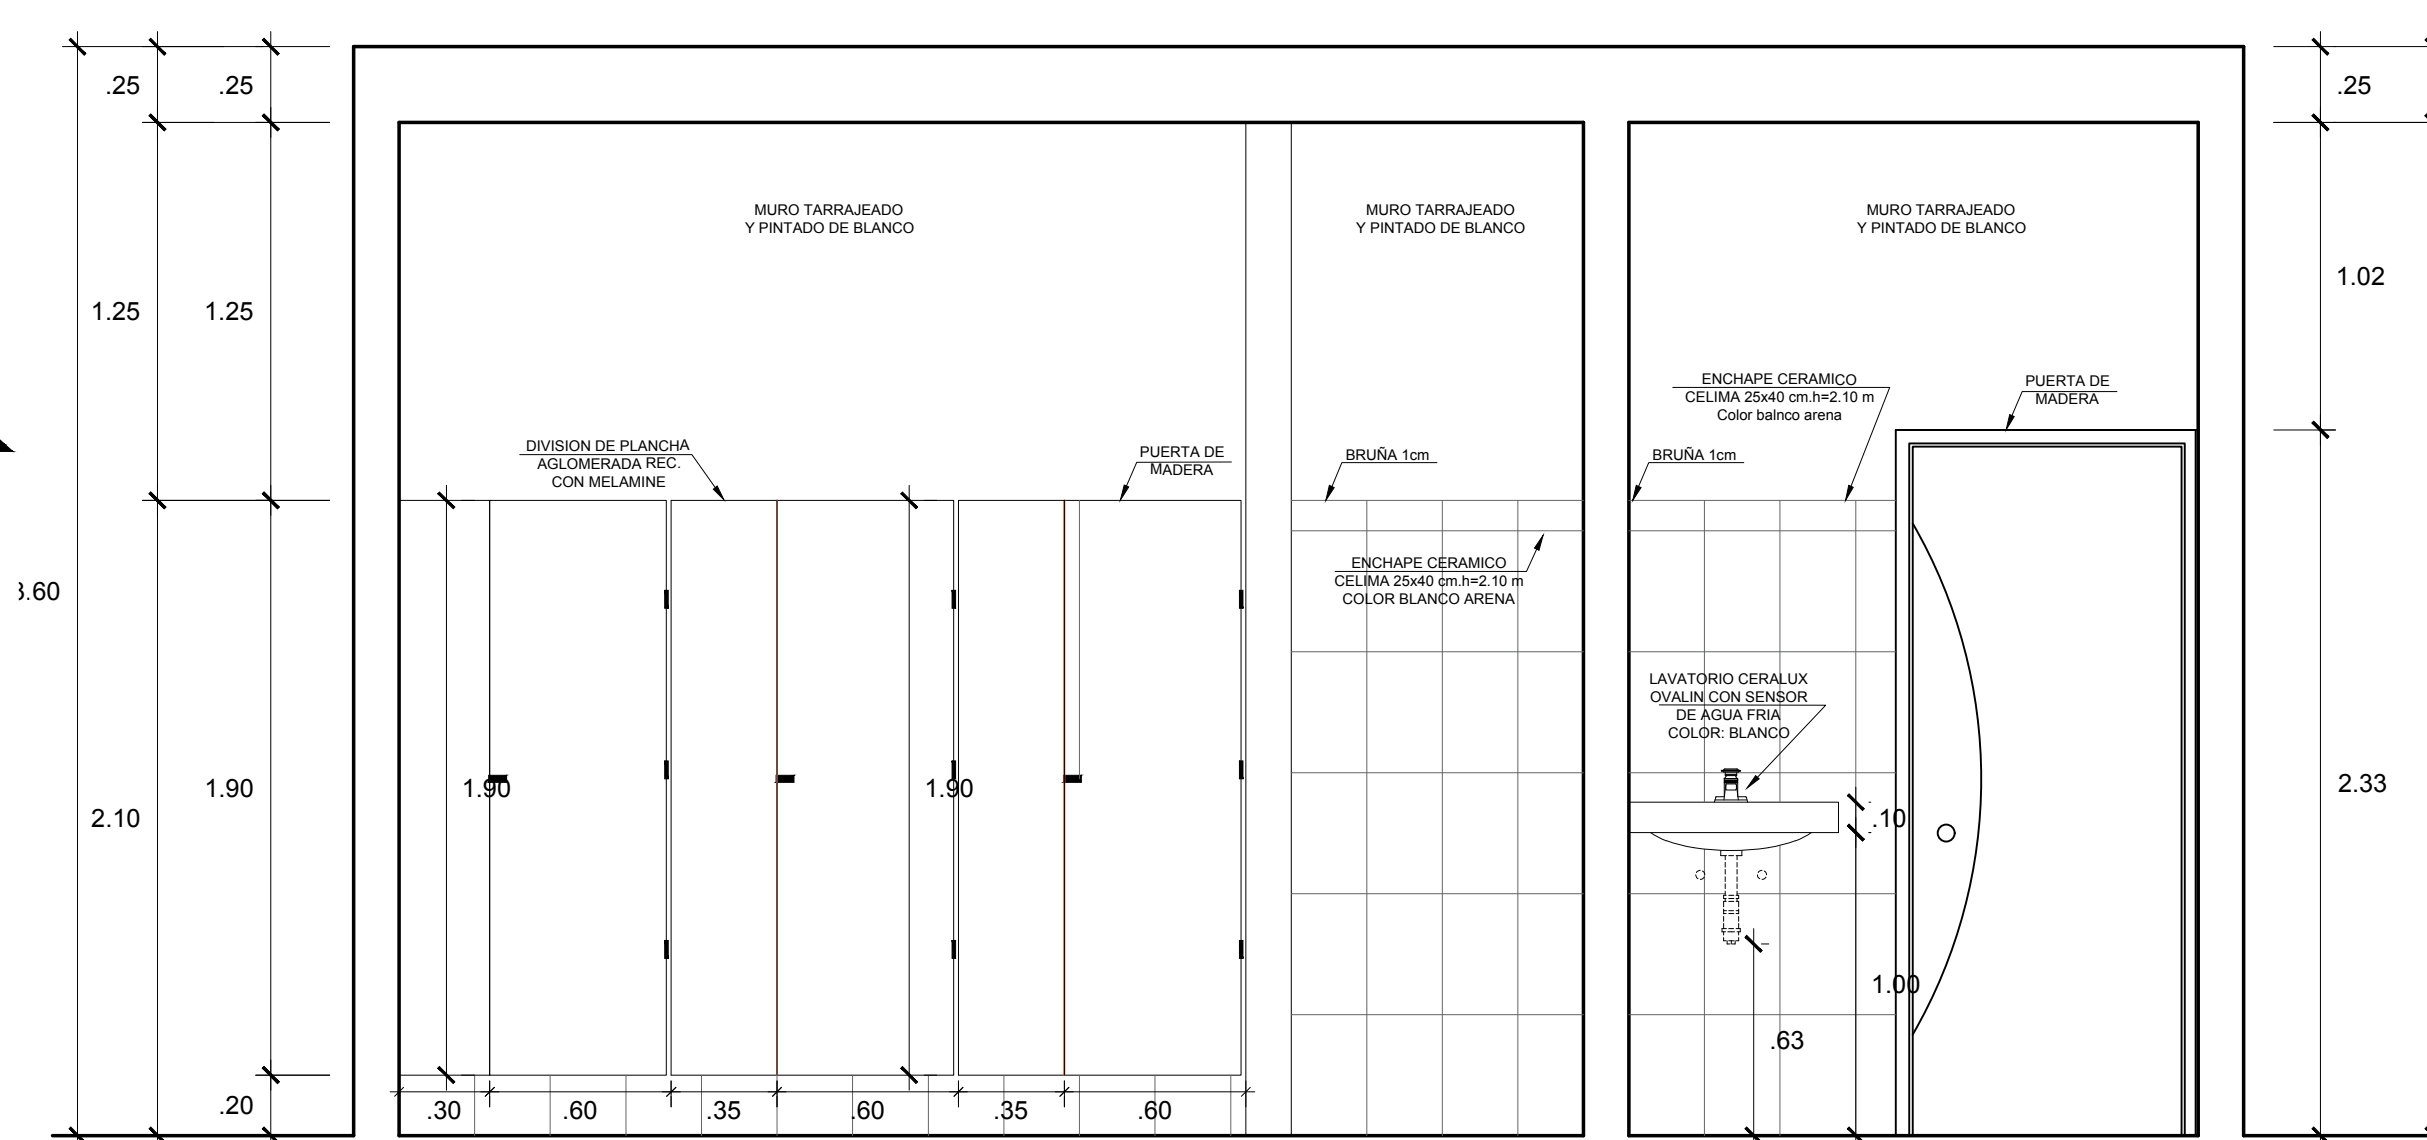 .25
.25
.25
MURO TARRAJEADO
Y PINTADO DE BLANCO
MURO TARRAJEADO
Y PINTADO DE BLANCO
MURO TARRAJEADO
Y PINTADO DE BLANCO
1.25
1.25
1.02
ENCHAPE CERAMICO
CELIMA 25x40 cm.h=2.10 m
Color balnco arena
PUERTA DE
MADERA
DIVISION DE PLANCHA
AGLOMERADA REC.
CON MELAMINE
PUERTA DE
MADERA
BRUÑA 1cm
BRUÑA 1cm
ENCHAPE CERAMICO
CELIMA 25x40 cm.h=2.10 m
COLOR BLANCO ARENA
3.60
LAVATORIO CERALUX
OVALIN CON SENSOR
DE AGUA FRIA
COLOR: BLANCO
2.10
1.90
1.90
1.90
.10
2.33
1.00
.63
.20
.30
.60
.35
.60
.35
.60